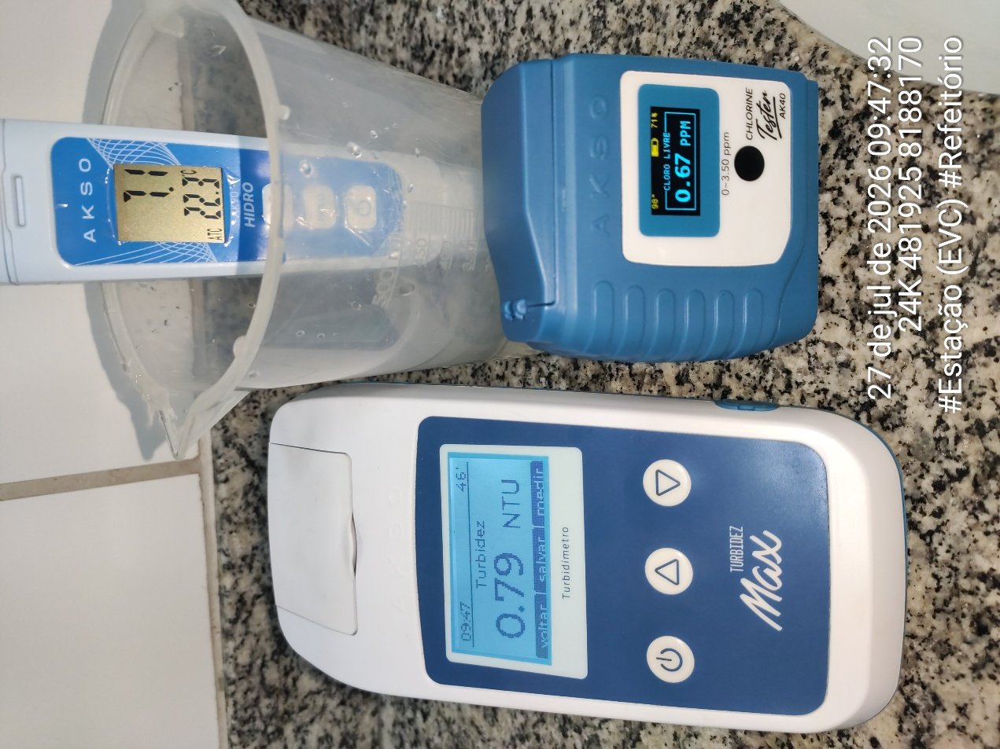 AKSO
7.1
ATC 22.3°C
HIDRO
AKSO
98" 71%
CLORO LIVRE
0.67 PPM
0-3.50 ppm
CHLORINE
Tester
AK40
09:47 46'
Turbidez
0.79 NTU
voltar salvar medir
Turbidímetro
TURBIDEZ
Max
27 de jul de 2026 09:47:32
24K 481925 8188170
#Estação (EVC) #Refeitório